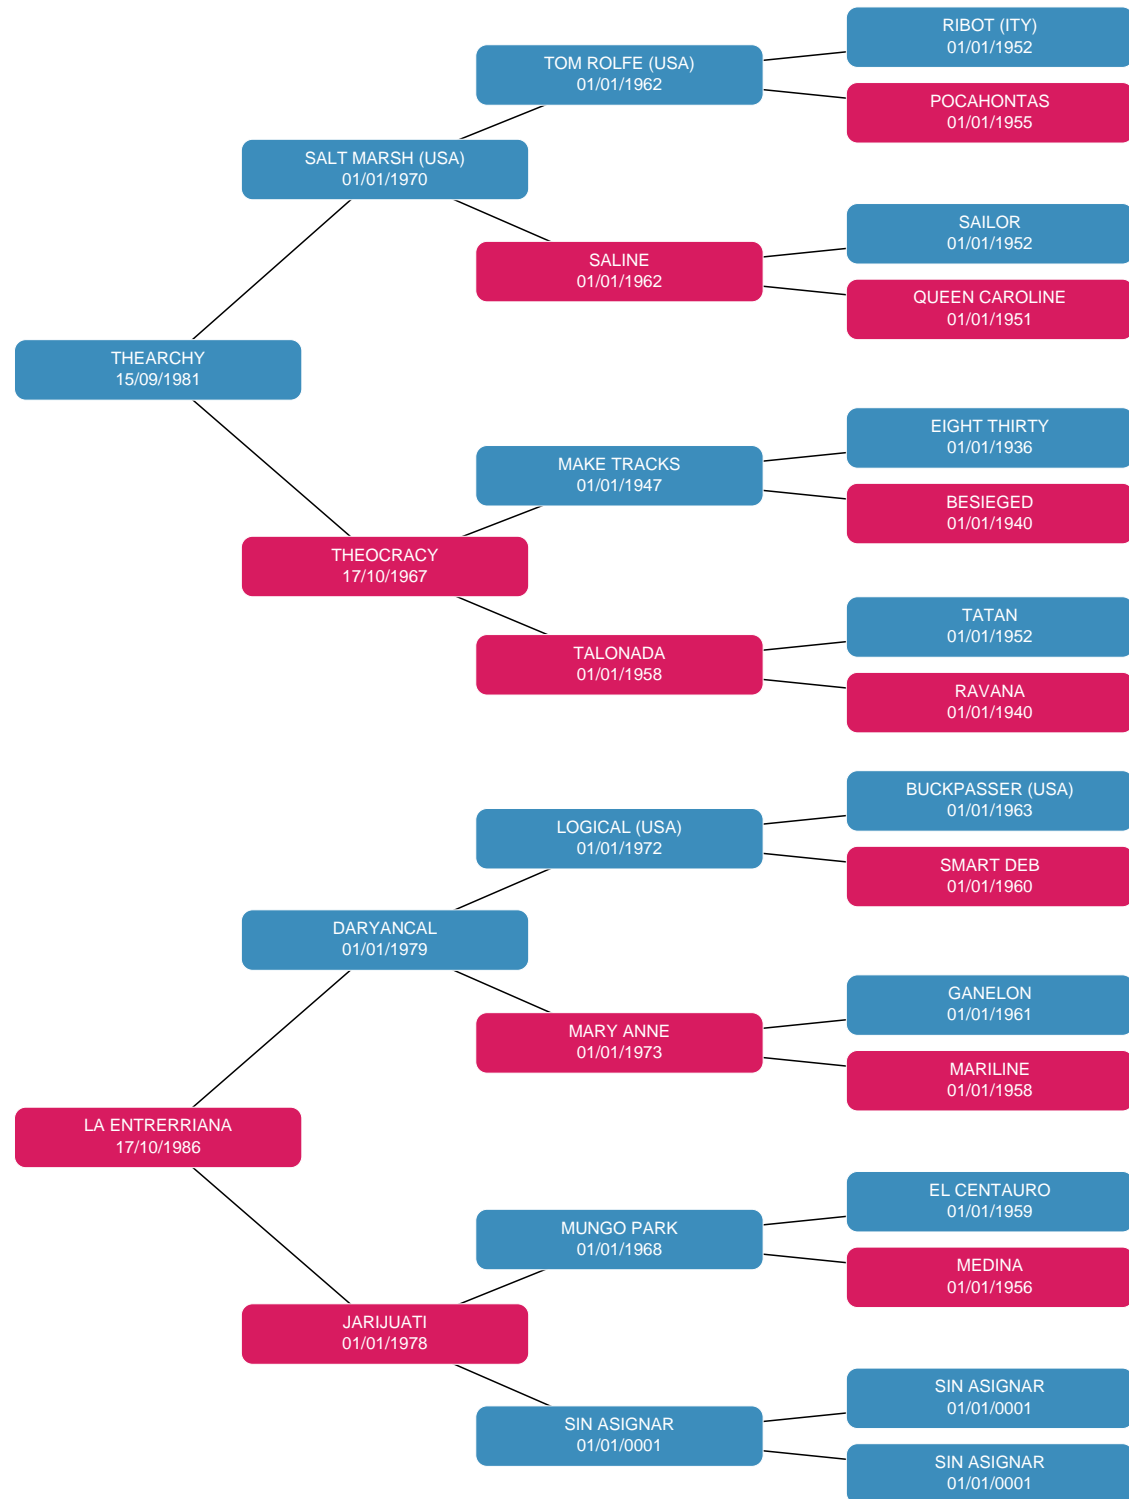 RIBOT (ITY)
01/01/1952
TOM ROLFE (USA)
01/01/1962
POCAHONTAS
01/01/1955
SALT MARSH (USA)
01/01/1970
SAILOR
01/01/1952
SALINE
01/01/1962
QUEEN CAROLINE
01/01/1951
THEARCHY
15/09/1981
EIGHT THIRTY
01/01/1936
MAKE TRACKS
01/01/1947
BESIEGED
01/01/1940
THEOCRACY
17/10/1967
TATAN
01/01/1952
TALONADA
01/01/1958
RAVANA
01/01/1940
BUCKPASSER (USA)
01/01/1963
LOGICAL (USA)
01/01/1972
SMART DEB
01/01/1960
DARYANCAL
01/01/1979
GANELON
01/01/1961
MARY ANNE
01/01/1973
MARILINE
01/01/1958
LA ENTRERRIANA
17/10/1986
EL CENTAURO
01/01/1959
MUNGO PARK
01/01/1968
MEDINA
01/01/1956
JARIJUATI
01/01/1978
SIN ASIGNAR
01/01/0001
SIN ASIGNAR
01/01/0001
SIN ASIGNAR
01/01/0001